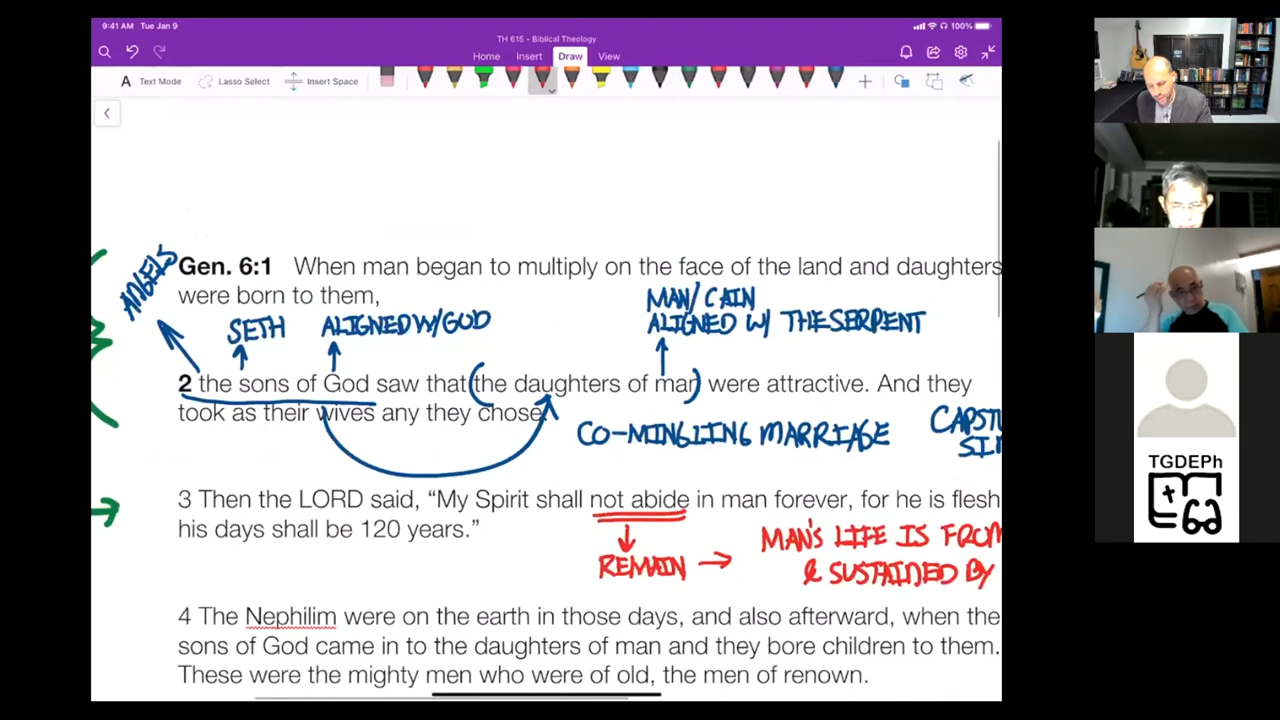 9:41 AM Tue Jan 9
100%
TH 615 - Biblical Theology
Home Insert Draw View
A Text Mode Lasso Select Insert Space
ANGELS
Gen. 6:1 When man began to multiply on the face of the land and daughters
were born to them,
MAN/CAIN
SETH ALIGNED W/GOD ALIGNED W/ THE SERPENT
2 the sons of God saw that (the daughters of man) were attractive. And they
took as their wives any they chose.
CO-MINGLING MARRIAGE
3 Then the LORD said, “My Spirit shall not abide in man forever, for he is flesh
his days shall be 120 years.”
REMAIN → MAN'S LIFE IS FROM
& SUSTAINED BY
4 The Nephilim were on the earth in those days, and also afterward, when the
sons of God came in to the daughters of man and they bore children to them.
These were the mighty men who were of old, the men of renown.
TGDEPh